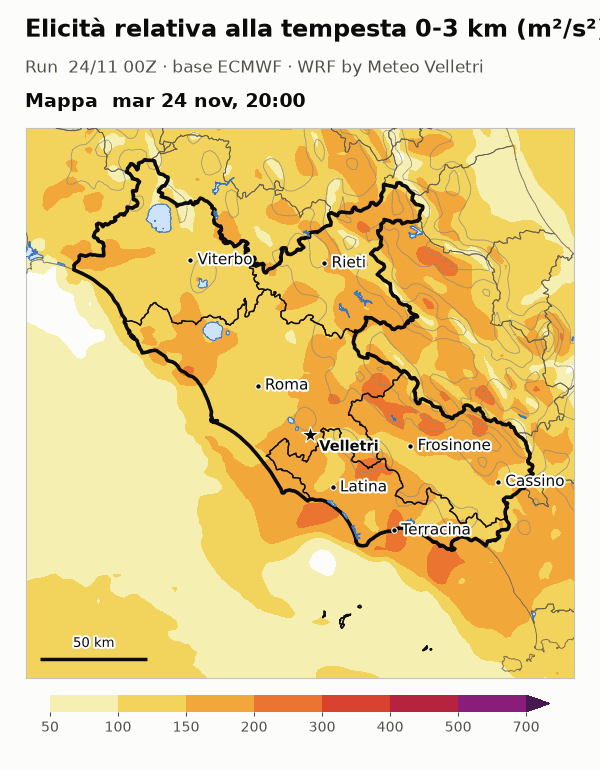 Elicità relativa alla tempesta 0-3 km (m²/s²)
Run 24/11 00Z · base ECMWF · WRF by Meteo Velletri
Mappa mar 24 nov, 20:00
Viterbo
Rieti
Roma
Velletri
Frosinone
Latina
Cassino
Terracina
50 km
50 100 150 200 300 400 500 700